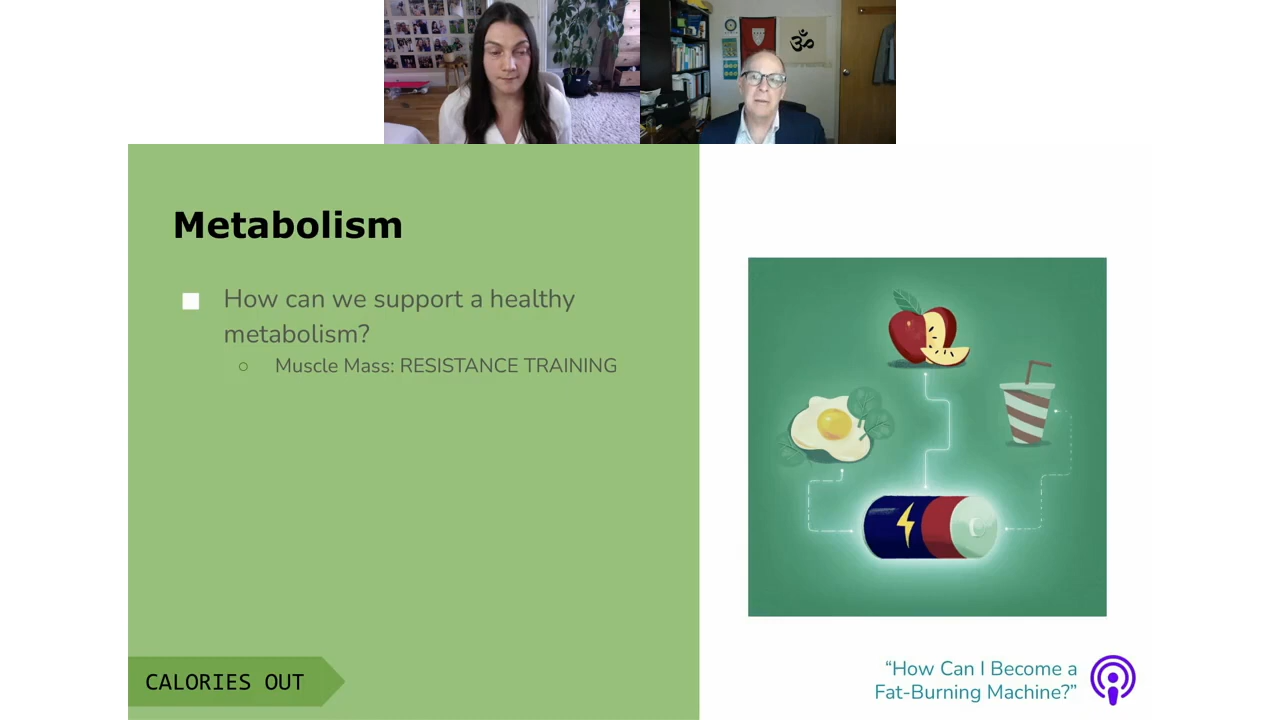 ॐ
Metabolism
How can we support a healthy
metabolism?
Muscle Mass: RESISTANCE TRAINING
CALORIES OUT
“How Can I Become a
Fat-Burning Machine?”